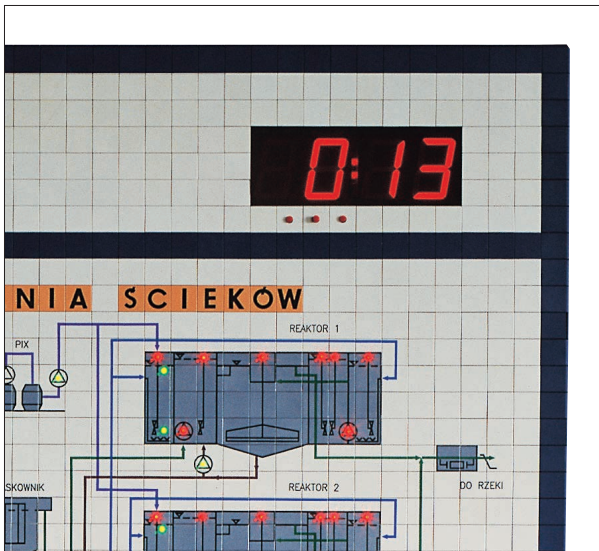 0:13
NIA ŚCIEKÓW
REAKTOR 1
PIX
SKOWNIK
DO RZEKI
REAKTOR 2